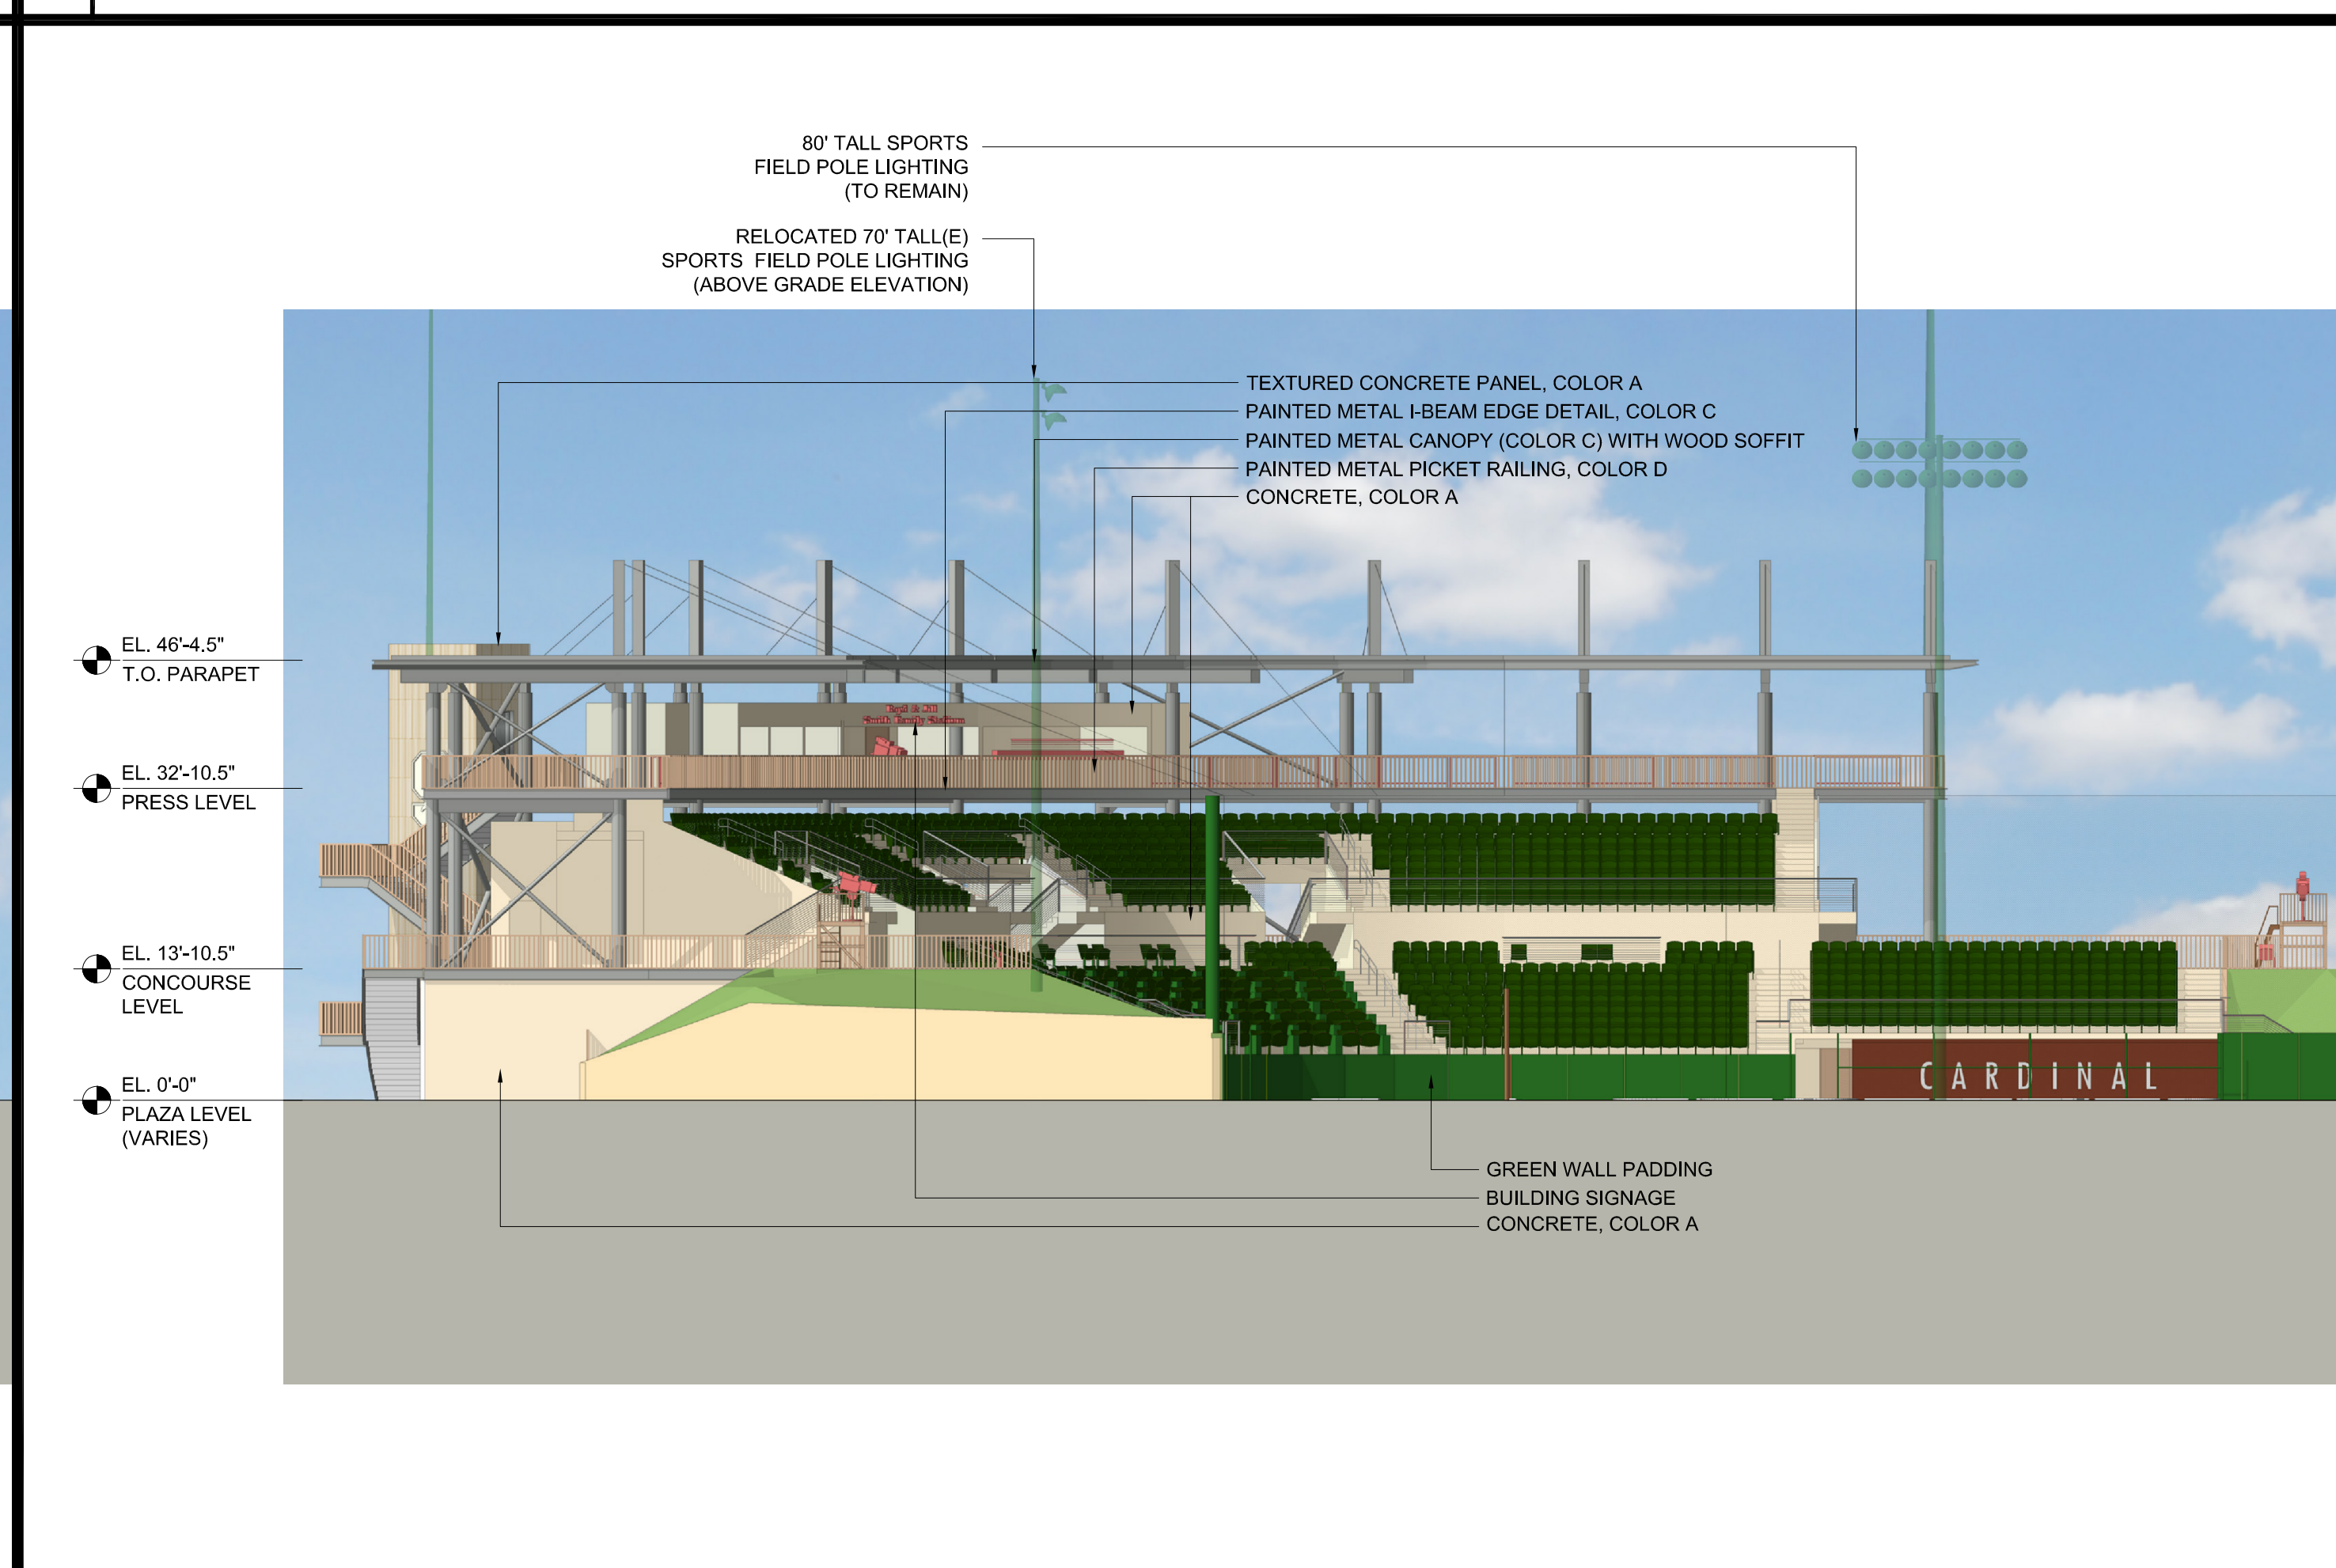 80' TALL SPORTS
FIELD POLE LIGHTING
(TO REMAIN)
RELOCATED 70' TALL(E)
SPORTS FIELD POLE LIGHTING
(ABOVE GRADE ELEVATION)
TEXTURED CONCRETE PANEL, COLOR A
PAINTED METAL I-BEAM EDGE DETAIL, COLOR C
PAINTED METAL CANOPY (COLOR C) WITH WOOD SOFFIT
PAINTED METAL PICKET RAILING, COLOR D
CONCRETE, COLOR A
EL. 46'-4.5"
T.O. PARAPET
Smith Family Stadium
EL. 32'-10.5"
PRESS LEVEL
EL. 13'-10.5"
CONCOURSE
LEVEL
EL. 0'-0"
PLAZA LEVEL
(VARIES)
CARDINAL
GREEN WALL PADDING
BUILDING SIGNAGE
CONCRETE, COLOR A